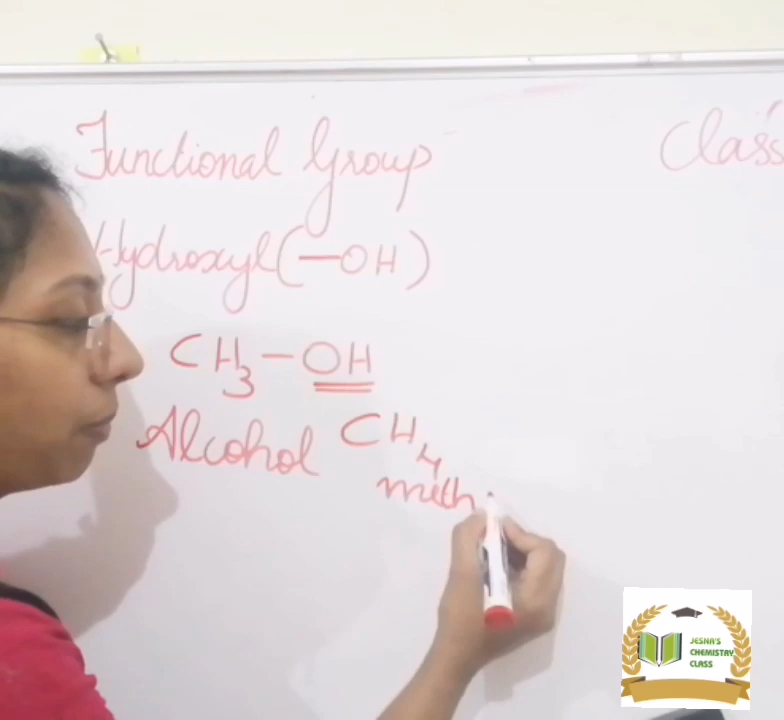 Functional Group
Class
Hydroxyl (-OH)
CH3-OH
Alcohol CH4
meth
JESNA'S
CHEMISTRY
CLASS